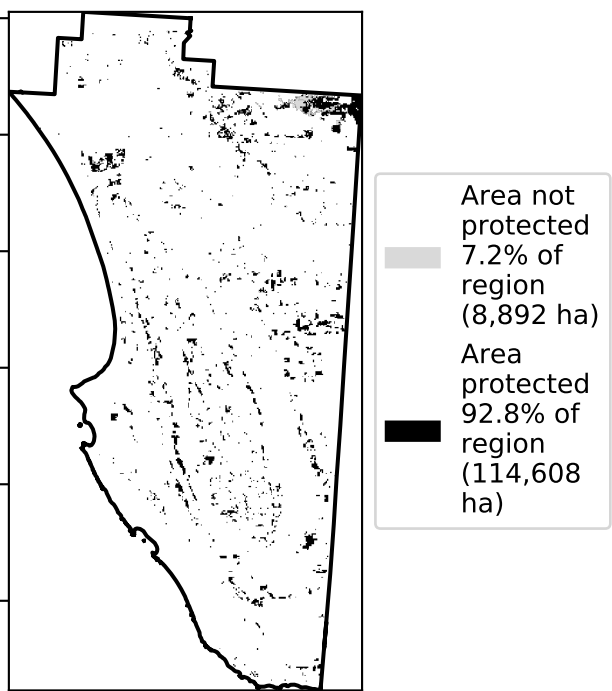 Area not
protected
7.2% of
region
(8,892 ha)
Area
protected
92.8% of
region
(114,608
ha)